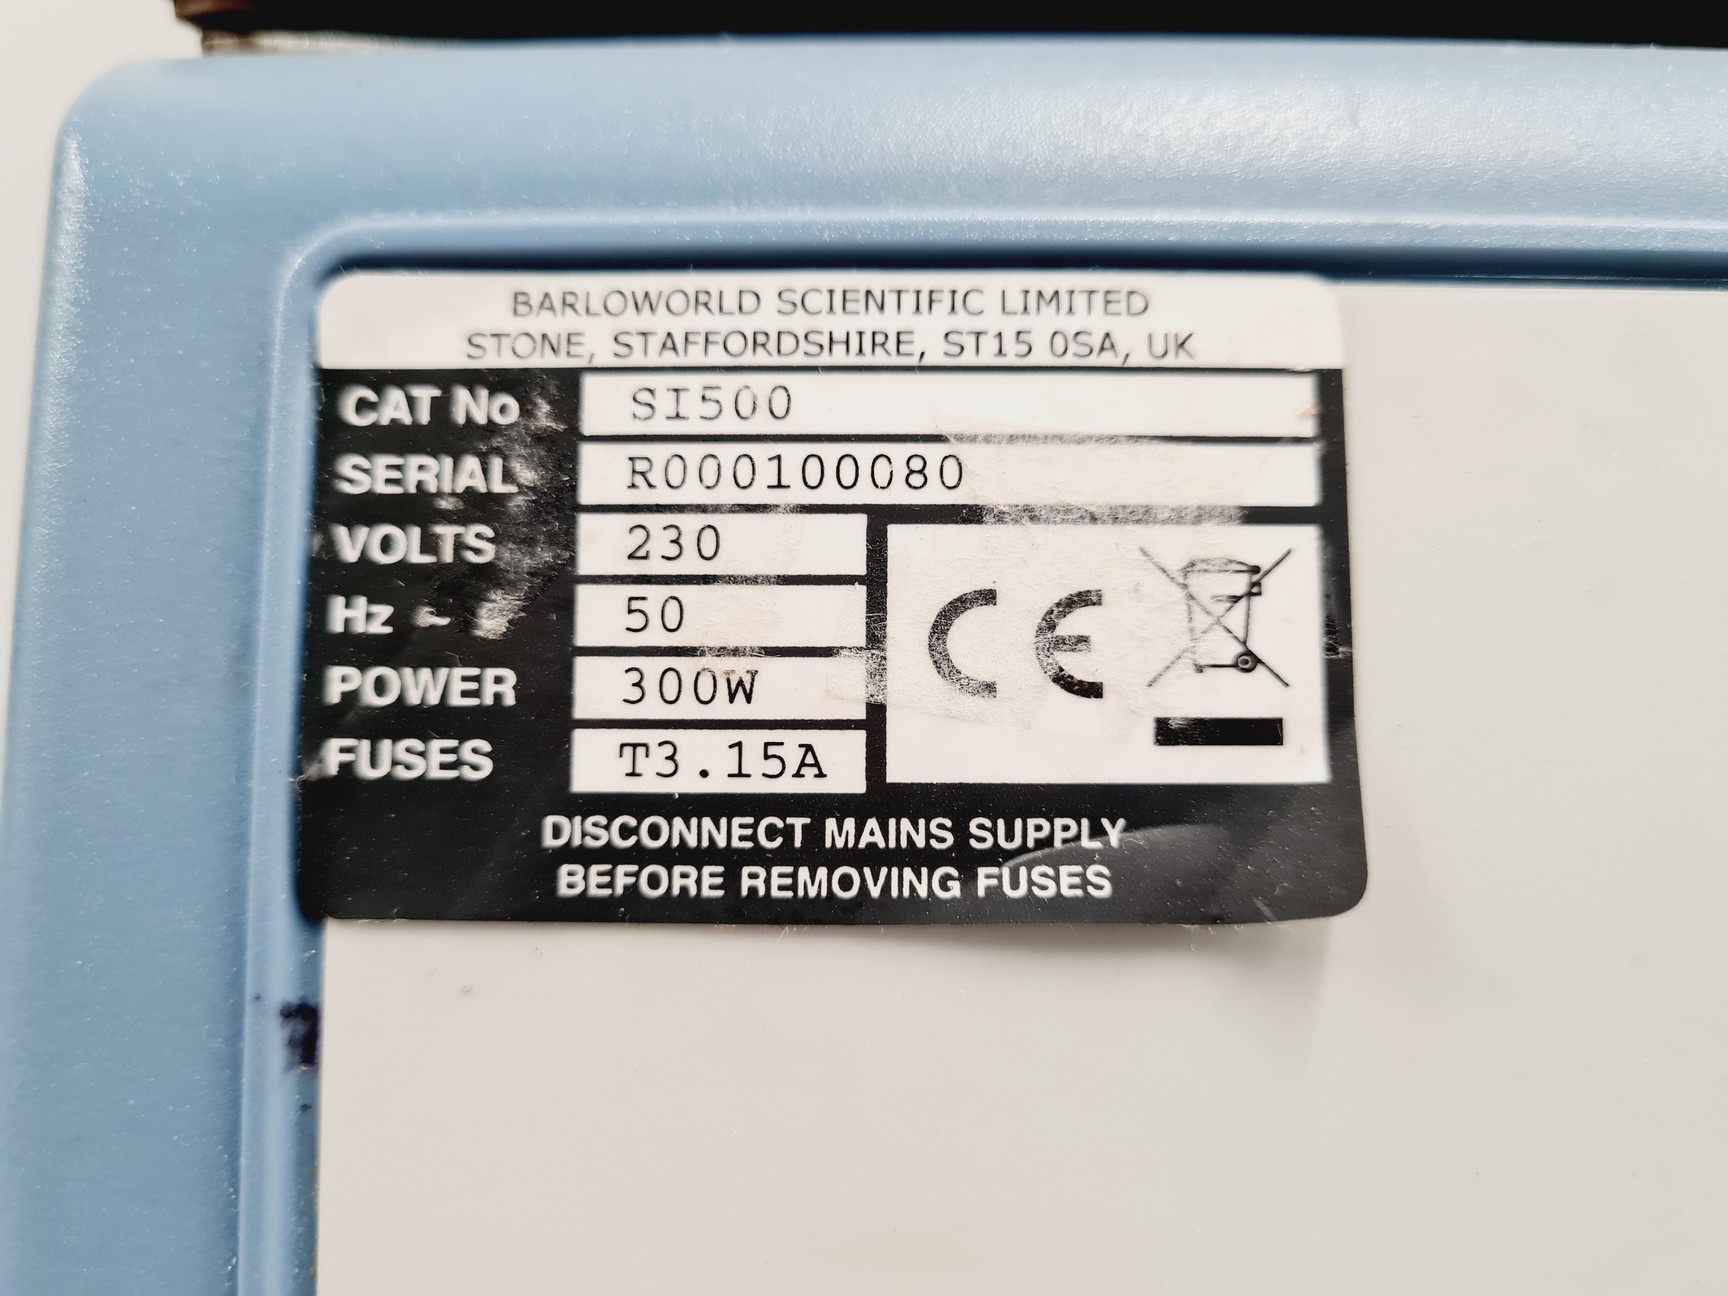 BARLOWORLD SCIENTIFIC LIMITED
STONE, STAFFORDSHIRE, ST15 0SA, UK
CAT No SI500
SERIAL R000100080
VOLTS 230
Hz ~ 50
POWER 300W
FUSES T3.15A
CE
DISCONNECT MAINS SUPPLY
BEFORE REMOVING FUSES